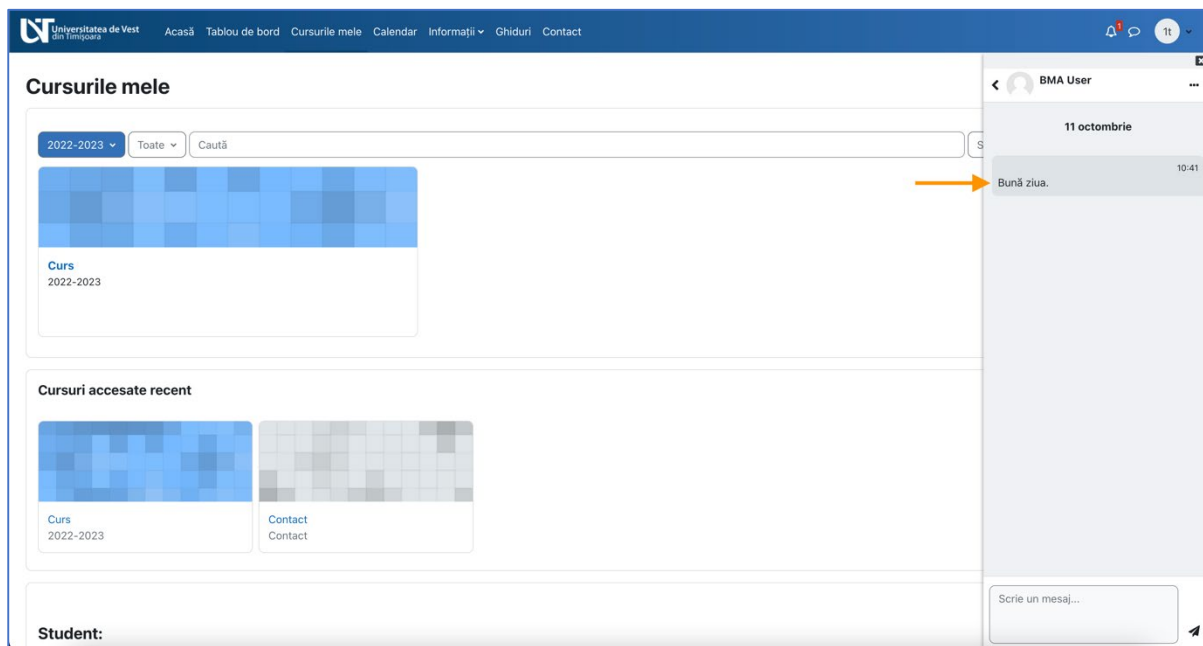 Universitatea de Vest
din Timișoara
Acasă Tablou de bord Cursurile mele Calendar Informații Ghiduri Contact
1
1t
Cursurile mele
BMA User
11 octombrie
2022-2023
Toate
Caută
S
10:41
Bună ziua.
Curs
2022-2023
Cursuri accesate recent
Curs
2022-2023
Contact
Contact
Scrie un mesaj...
Student: